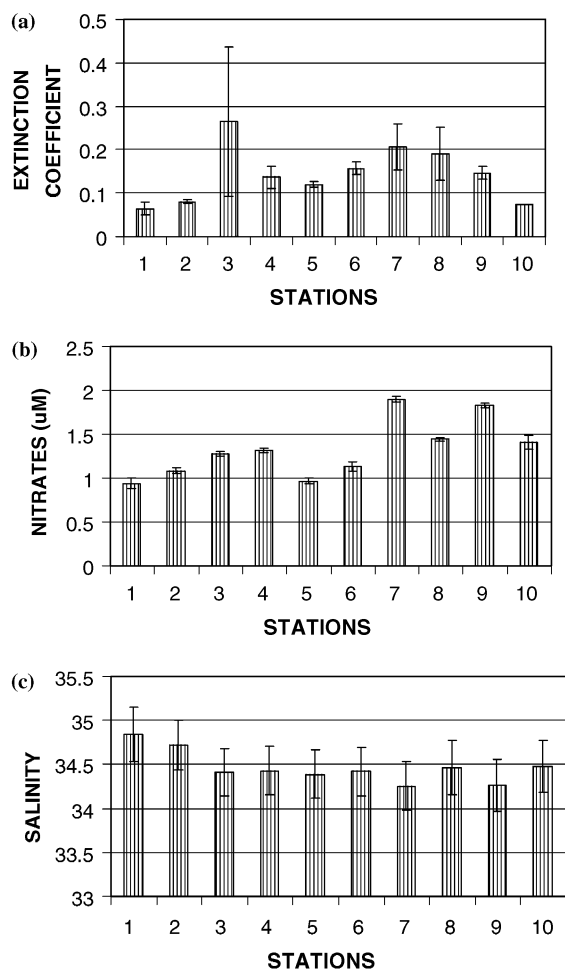 (a)
EXTINCTION
COEFFICIENT
0.5
0.4
0.3
0.2
0.1
0
1 2 3 4 5 6 7 8 9 10
STATIONS
(b)
NITRATES (uM)
2.5
2
1.5
1
0.5
0
1 2 3 4 5 6 7 8 9 10
STATIONS
(c)
SALINITY
35.5
35
34.5
34
33.5
33
1 2 3 4 5 6 7 8 9 10
STATIONS